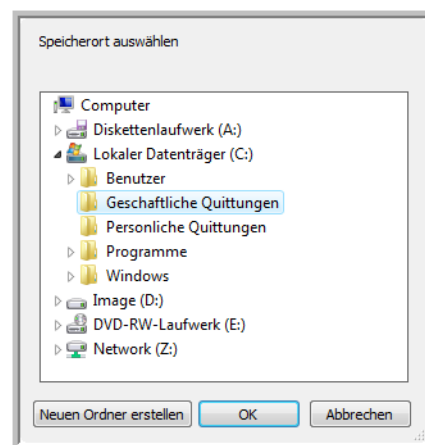 Speicherort auswählen
Computer
Diskettenlaufwerk (A:)
Lokaler Datenträger (C:)
Benutzer
Geschaftliche Quittungen
Personliche Quittungen
Programme
Windows
Image (D:)
DVD-RW-Laufwerk (E:)
Network (Z:)
Neuen Ordner erstellen OK Abbrechen